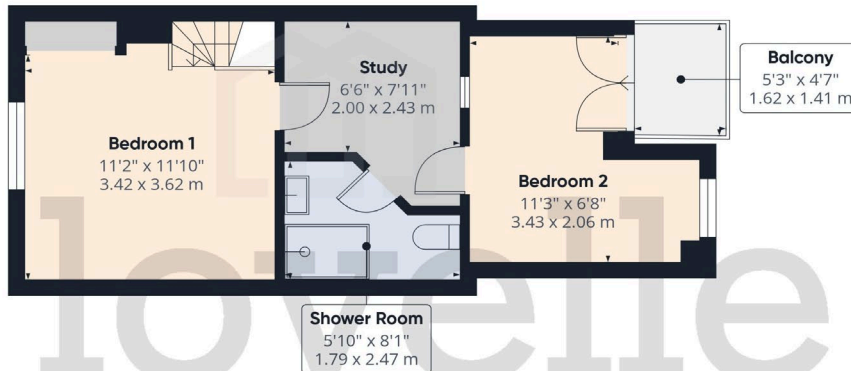 Study
6'6" x 7'11"
2.00 x 2.43 m
Balcony
5'3" x 4'7"
1.62 x 1.41 m
Bedroom 1
11'2" x 11'10"
3.42 x 3.62 m
Bedroom 2
11'3" x 6'8"
3.43 x 2.06 m
Shower Room
5'10" x 8'1"
1.79 x 2.47 m
lovelle